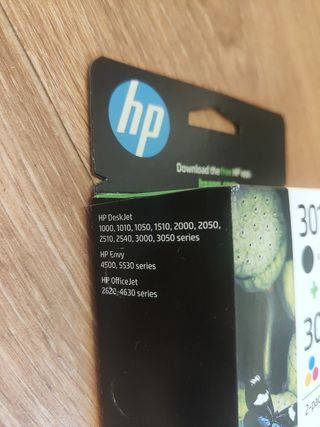 hp
Download the free HP app
HP DeskJet
1000, 1010, 1050, 1510, 2000, 2050,
2510, 2540, 3000, 3050 series
HP Envy
4500, 5530 series
HP OfficeJet
2620, 4630 series
301
+
30
2-pac